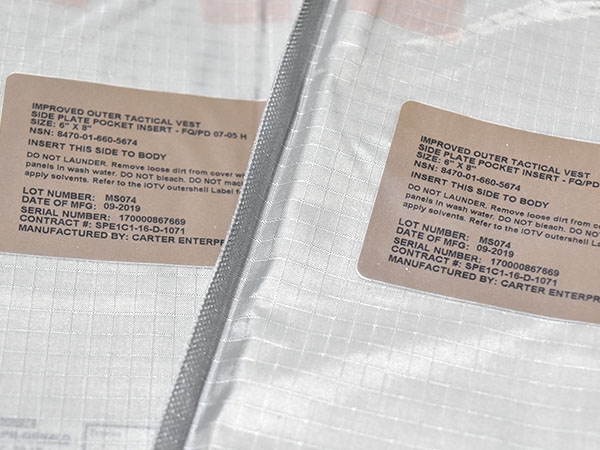 IMPROVED OUTER TACTICAL VEST
SIDE PLATE POCKET INSERT - FQ/PD 07-05 H
SIZE: 6" X 8"
NSN: 8470-01-660-5674
INSERT THIS SIDE TO BODY
DO NOT LAUNDER. Remove loose dirt from cover
panels in wash water. DO NOT bleach. DO NOT
apply solvents. Refer to the IOTV outershell Label
LOT NUMBER: MS074
DATE OF MFG: 09-2019
SERIAL NUMBER: 170000867669
CONTRACT #: SPE1C1-16-D-1071
MANUFACTURED BY: CARTER
IMPROVED OUTER TACTICAL VEST
SIDE PLATE POCKET INSERT - FQ/PD
SIZE: 6" X 8"
NSN: 8470-01-660-5674
INSERT THIS SIDE TO BODY
DO NOT LAUNDER. Remove loose dirt from
panels in wash water. DO NOT bleach. DO
apply solvents. Refer to the IOTV outershell
LOT NUMBER: MS074
DATE OF MFG: 09-2019
SERIAL NUMBER: 170000867669
CONTRACT #: SPE1C1-16-D-1071
MANUFACTURED BY: CARTER